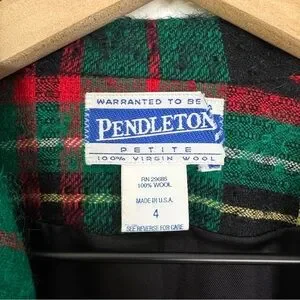 WARRANTED TO BE
PENDLETON
PETITE
100% VIRGIN WOOL
RN 29685
100% WOOL
MADE IN U.S.A.
4
SEE REVERSE FOR CARE